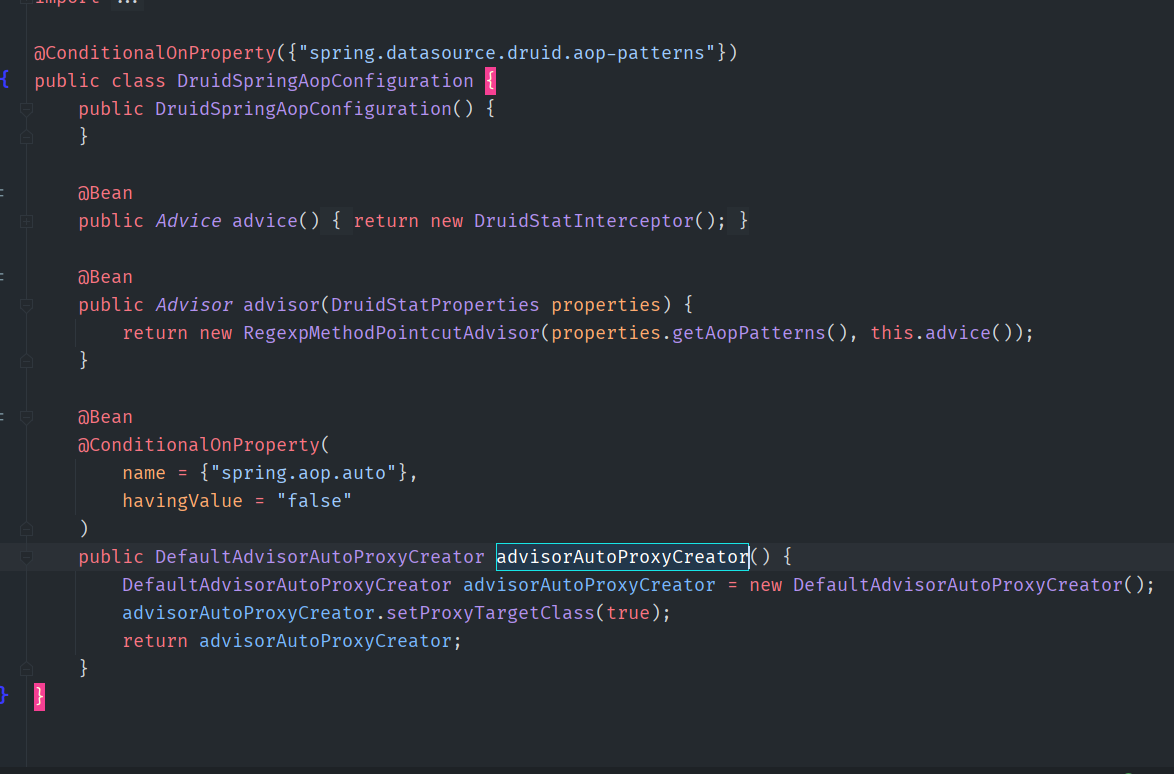 import ...
@ConditionalOnProperty({"spring.datasource.druid.aop-patterns"})
public class DruidSpringAopConfiguration {
    public DruidSpringAopConfiguration() {
    }
    @Bean
    public Advice advice() { return new DruidStatInterceptor(); }
    @Bean
    public Advisor advisor(DruidStatProperties properties) {
        return new RegexpMethodPointcutAdvisor(properties.getAopPatterns(), this.advice());
    }
    @Bean
    @ConditionalOnProperty(
        name = {"spring.aop.auto"},
        havingValue = "false"
    )
    public DefaultAdvisorAutoProxyCreator advisorAutoProxyCreator() {
        DefaultAdvisorAutoProxyCreator advisorAutoProxyCreator = new DefaultAdvisorAutoProxyCreator();
        advisorAutoProxyCreator.setProxyTargetClass(true);
        return advisorAutoProxyCreator;
    }
}